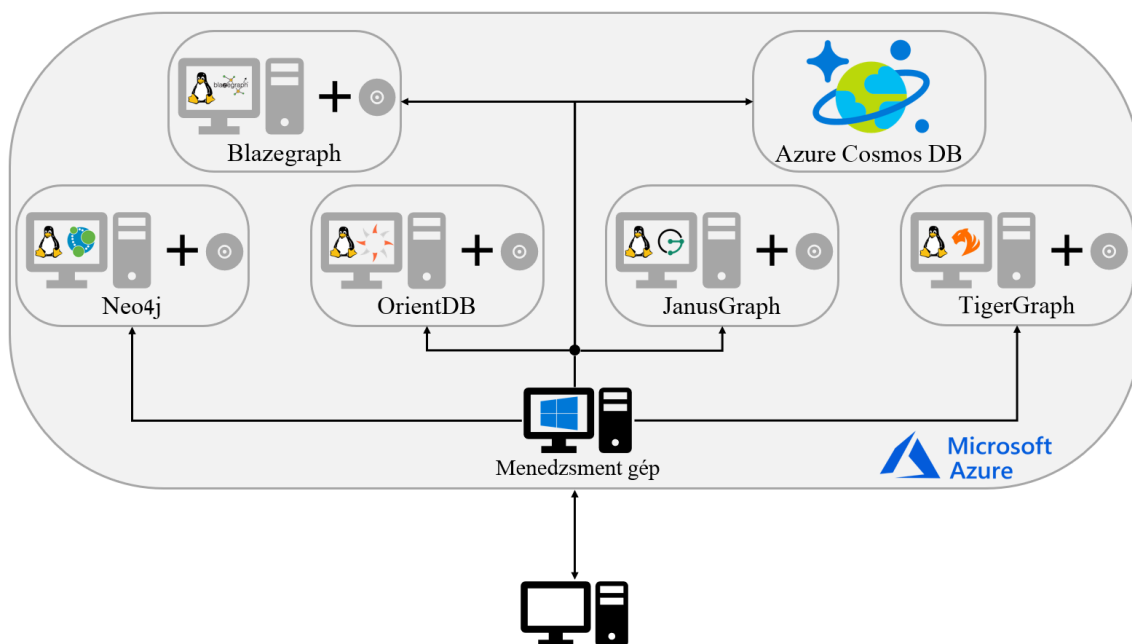 blazegraph
Blazegraph
Azure Cosmos DB
Neo4j
OrientDB
JanusGraph
TigerGraph
Menedzsment gép
Microsoft
Azure